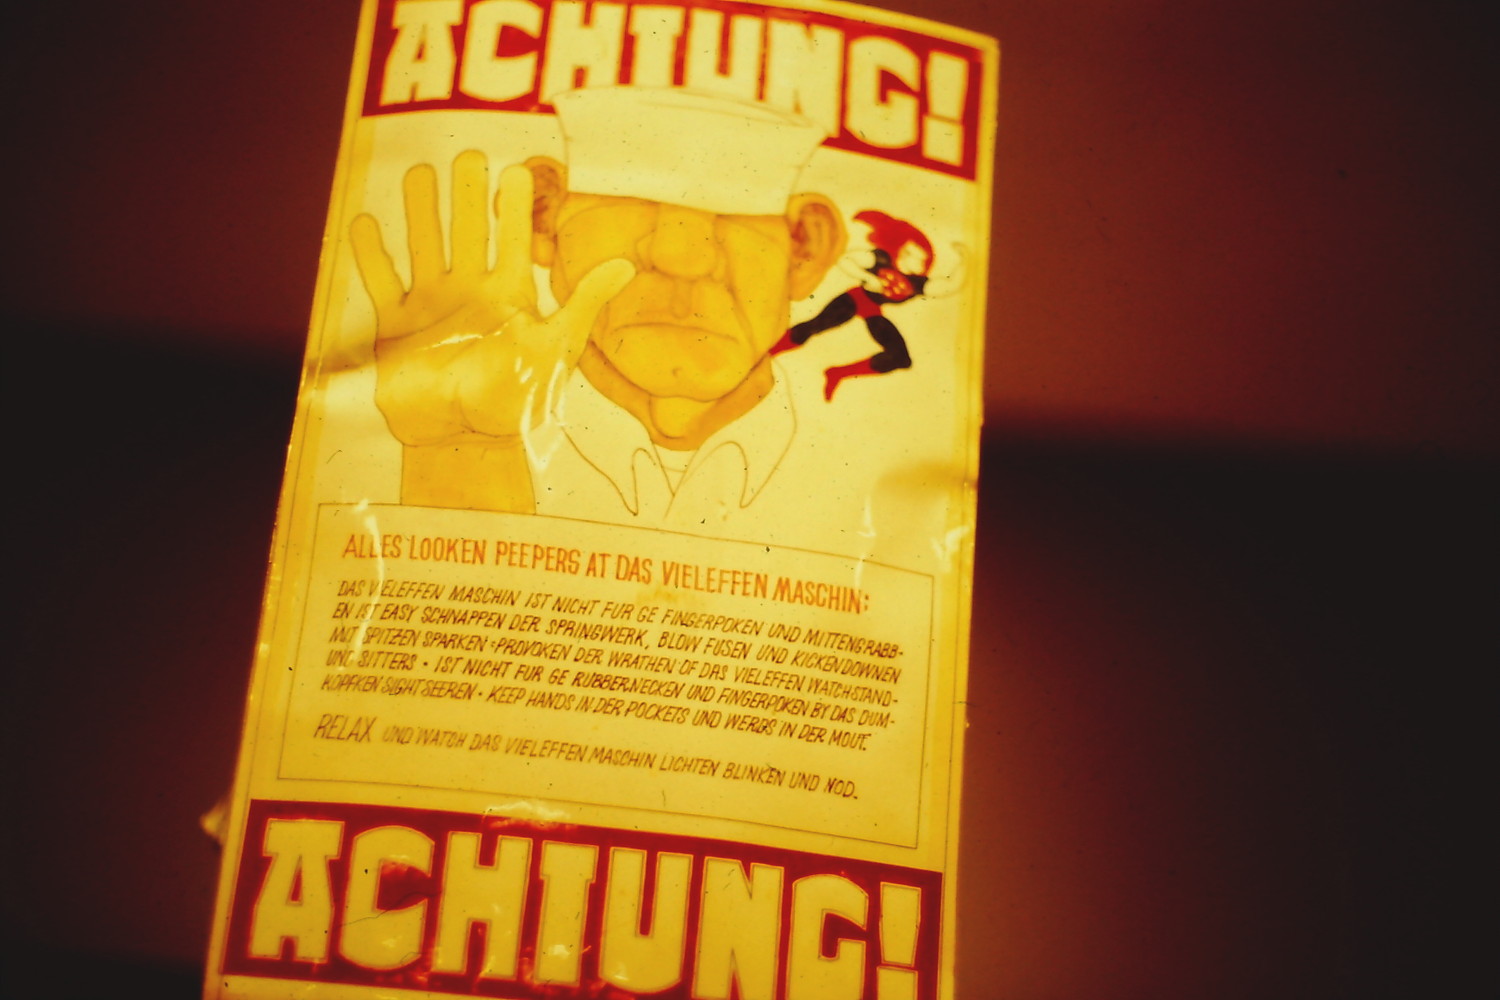 ACHTUNG!
ALLES LOOKEN PEEPERS AT DAS VIELEFFEN MASCHIN:
DAS VIELEFFEN MASCHIN IST NICHT FUR GE FINGERPOKEN UND MITTENGRABB-
EN IST EASY SCHNAPPEN DER SPRINGWERK, BLOW FUSEN UND KICKENDOWNEN
MIT SPITZEN SPARKEN • PROVOKEN DER WRATHEN OF DAS VIELEFFEN WATCHSTAND-
UND SITTERS • IST NICHT FUR GE RUBBERNECKEN UND FINGERPOKEN BY DAS DUM-
KOPFKEN SIGHTSEEREN • KEEP HANDS IN DER POCKETS UND WERDS IN DER MOUT.
RELAX UND WATCH DAS VIELEFFEN MASCHIN LICHTEN BLINKEN UND NOD.
ACHTUNG!